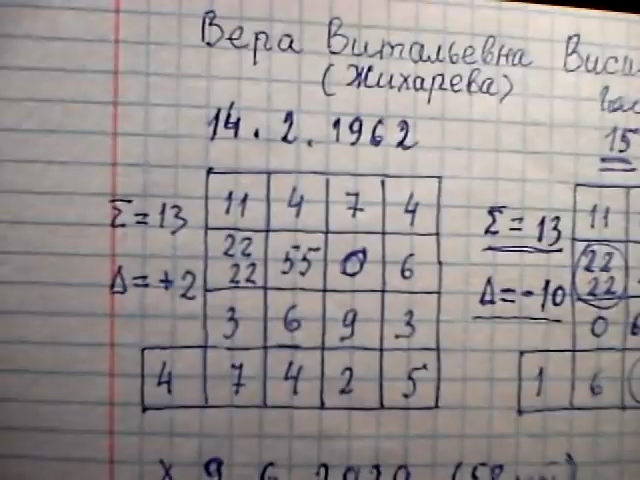 Вера Витальевна
(Жихарева)
14.2.1962
15
Σ=13 11 4 7 4
Σ=13 11
Δ=+2 22 22 55 0 6
Δ=-10 22 22
3 6 9 3
0
4 7 4 2 5
1 6